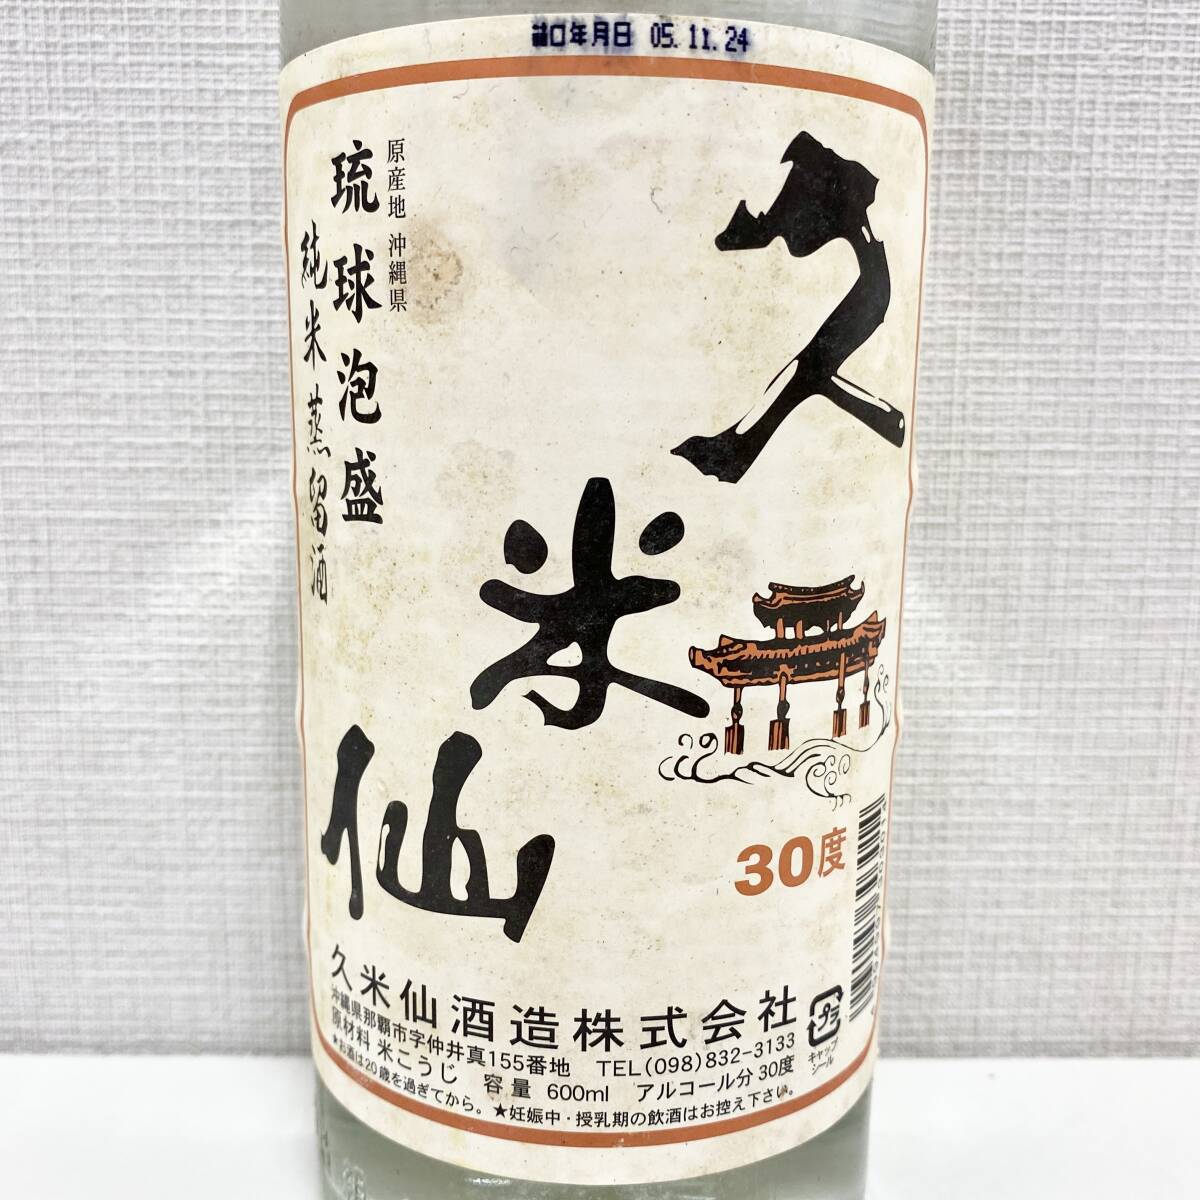 詰口年月日 05.11.24
久米仙
原産地 沖縄県
琉球泡盛
純米蒸留酒
30度
久米仙酒造株式会社
沖縄県那覇市字仲井真155番地 TEL(098)832-3133
原材料 米こうじ 容量 600ml アルコール分 30度
★お酒は20歳を過ぎてから。★妊娠中・授乳期の飲酒はお控え下さい。
プラ
キャップ
シール